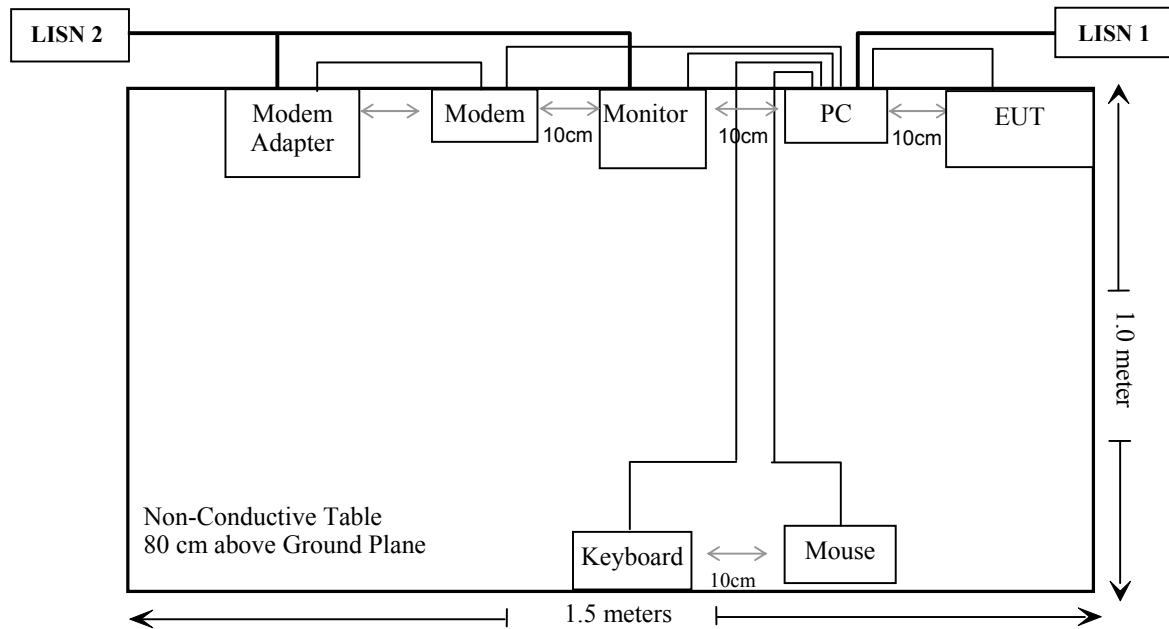 LISN 2
LISN 1
Modem
Adapter
Modem
Monitor
PC
EUT
10cm
10cm
10cm
1.0 meter
Non-Conductive Table
80 cm above Ground Plane
Keyboard
Mouse
10cm
1.5 meters